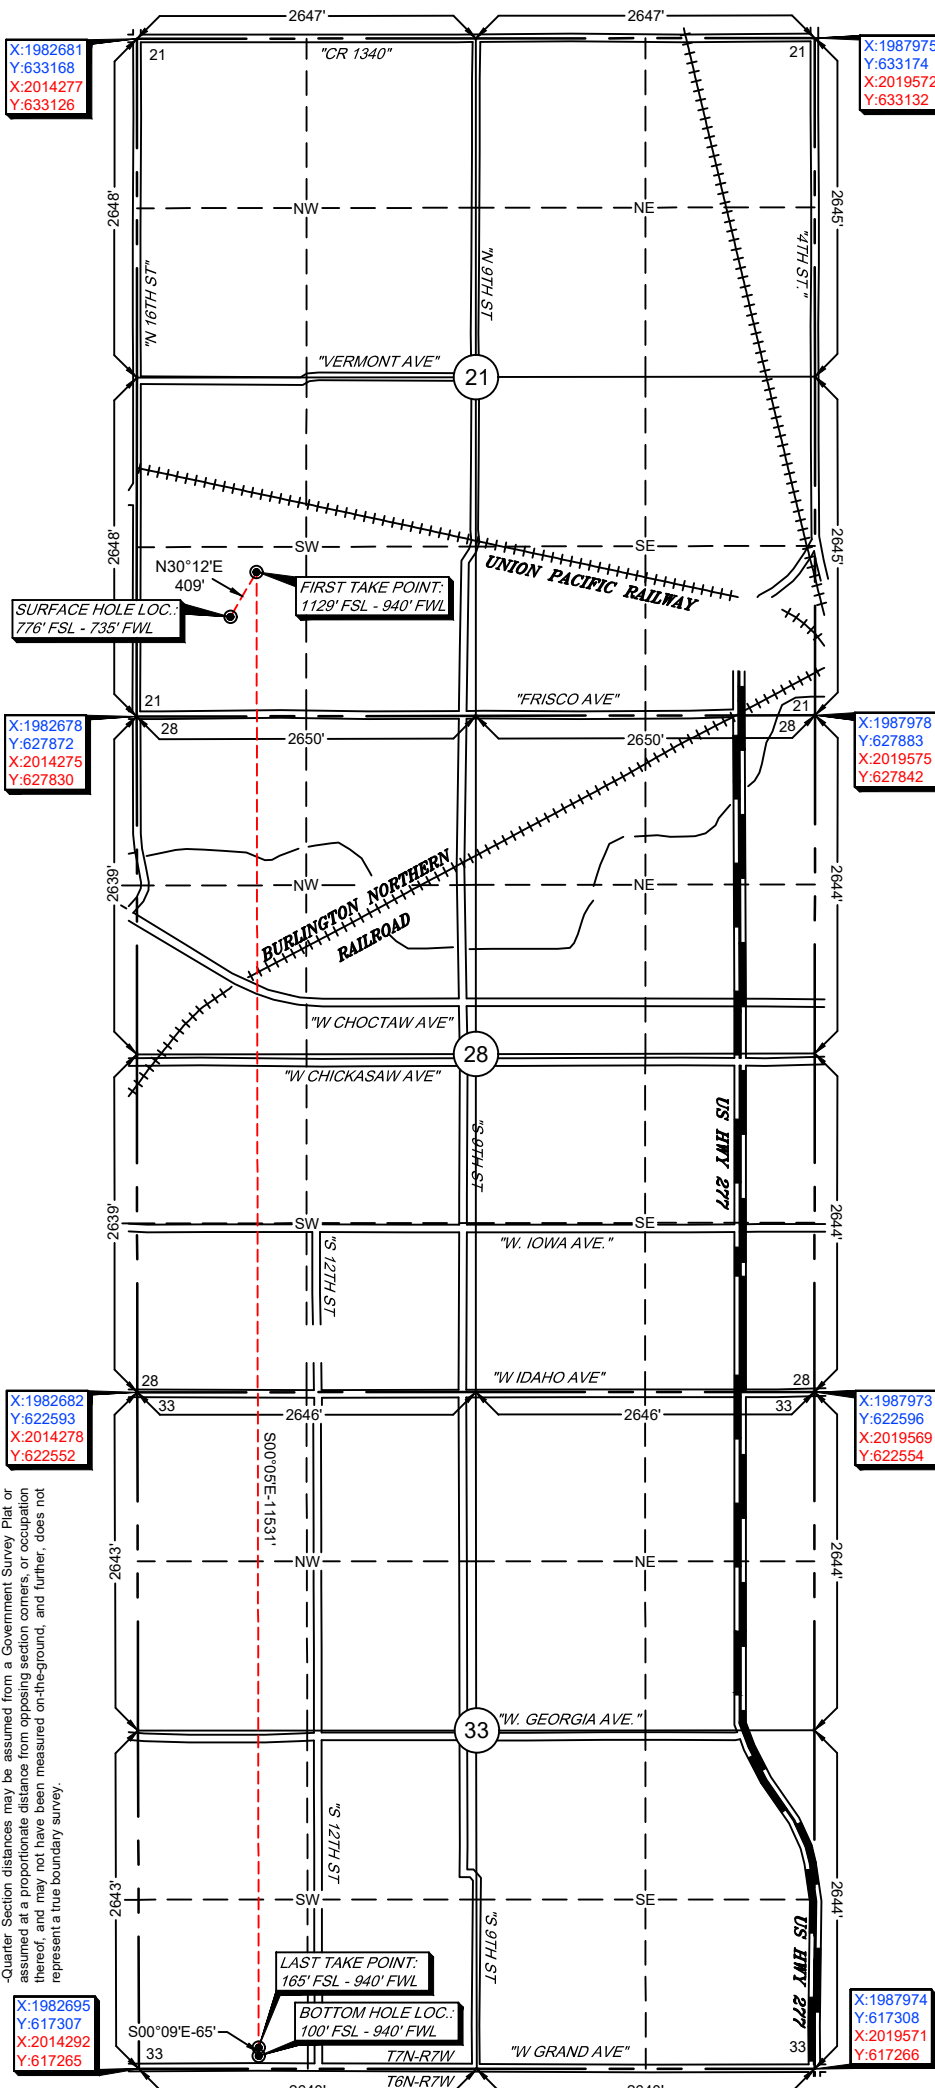 2647'
2647'
X:1982681
Y:633168
X:2014277
Y:633126
21
"CR 1340"
21
X:1987975
Y:633174
X:2019572
Y:633132
2648'
NW
NE
2645'
"N 16TH ST"
"N 9TH ST
"4TH ST."
"VERMONT AVE"
21
2648'
SW
SE
2645'
UNION PACIFIC RAILWAY
N30°12'E
409'
FIRST TAKE POINT:
1129' FSL - 940' FWL
SURFACE HOLE LOC.:
776' FSL - 735' FWL
21
"FRISCO AVE"
21
X:1982678
Y:627872
X:2014275
Y:627830
28
2650'
2650'
28
X:1987978
Y:627883
X:2019575
Y:627842
2639'
NW
NE
2644'
BURLINGTON NORTHERN
RAILROAD
"W CHOCTAW AVE"
28
"W CHICKASAW AVE"
"S 9TH ST
US HWY 277
2639'
SW
SE
2644'
"W. IOWA AVE."
"S 12TH ST
28
"W IDAHO AVE"
28
X:1982682
Y:622593
X:2014278
Y:622552
33
2646'
2646'
33
X:1987973
Y:622596
X:2019569
Y:622554
S00°05'E-11531'
2643'
NW
NE
2644'
-Quarter Section distances may be assumed from a Government Survey Plat or
assumed at a proportionate distance from opposing section corners, or occupation
thereof, and may not have been measured on-the-ground, and further, does not
represent a true boundary survey.
33
"W. GEORGIA AVE."
"S 12TH ST
2643'
SW
SE
2644'
"S 9TH ST
US HWY 277
LAST TAKE POINT:
165' FSL - 940' FWL
BOTTOM HOLE LOC.:
100' FSL - 940' FWL
X:1982695
Y:617307
X:2014292
Y:617265
S00°09'E-65'
33
T7N-R7W
"W GRAND AVE"
33
X:1987974
Y:617308
X:2019571
Y:617266
T6N-R7W